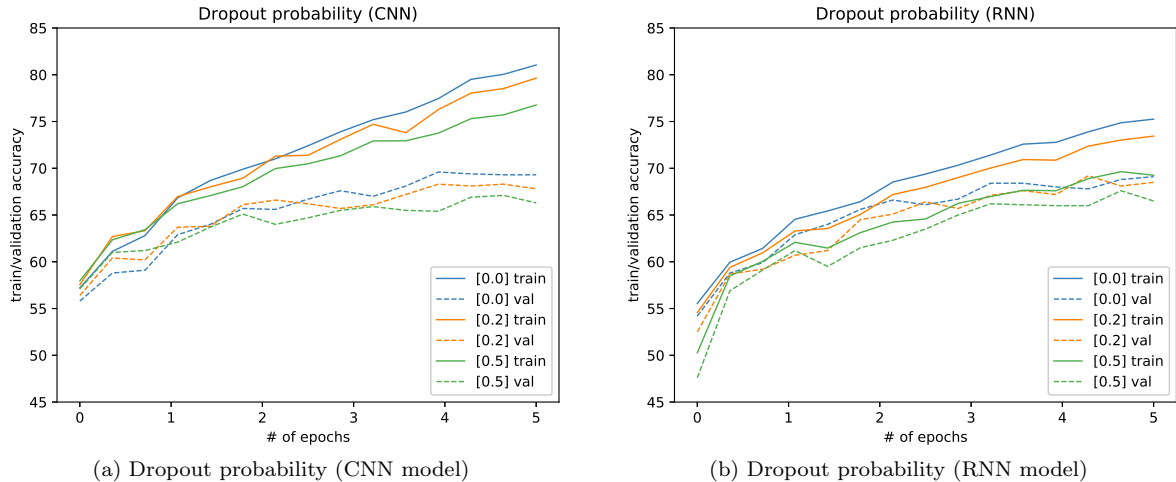 Dropout probability (CNN)
train/validation accuracy
85
80
75
70
65
60
55
50
45
[0.0] train
[0.0] val
[0.2] train
[0.2] val
[0.5] train
[0.5] val
0 1 2 3 4 5
# of epochs
(a) Dropout probability (CNN model)
Dropout probability (RNN)
train/validation accuracy
85
80
75
70
65
60
55
50
45
[0.0] train
[0.0] val
[0.2] train
[0.2] val
[0.5] train
[0.5] val
0 1 2 3 4 5
# of epochs
(b) Dropout probability (RNN model)